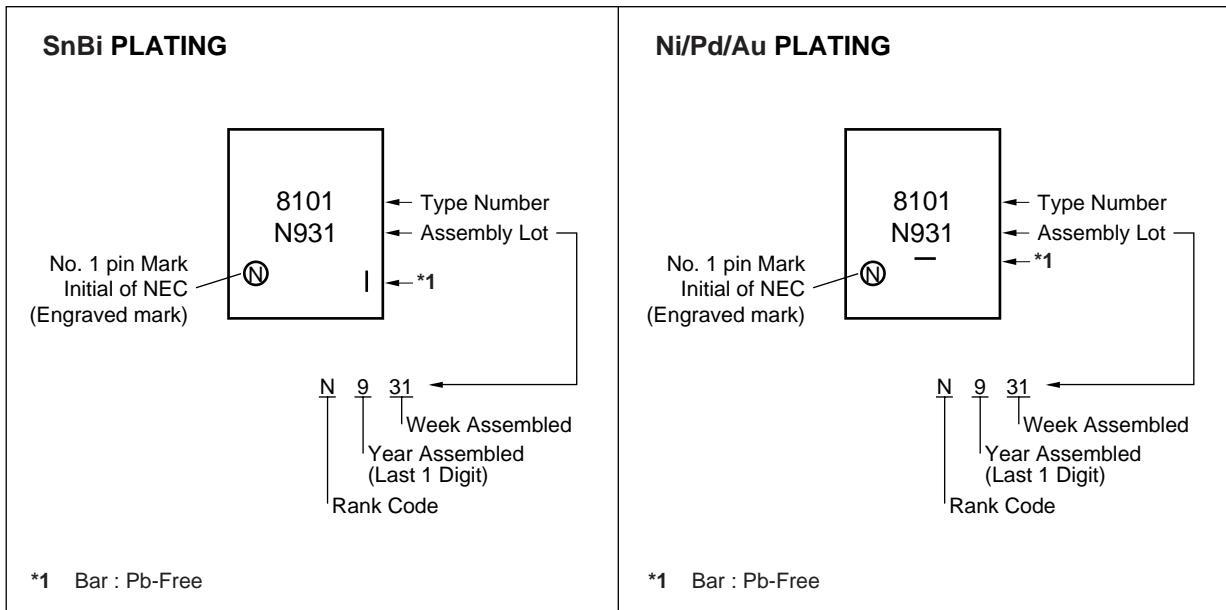 SnBi PLATING
8101
N931
Type Number
Assembly Lot
No. 1 pin Mark
Initial of NEC
(Engraved mark)
N
*1
N 9 31
Week Assembled
Year Assembled
(Last 1 Digit)
Rank Code
*1 Bar : Pb-Free
Ni/Pd/Au PLATING
8101
N931
Type Number
Assembly Lot
*1
No. 1 pin Mark
Initial of NEC
(Engraved mark)
N
N 9 31
Week Assembled
Year Assembled
(Last 1 Digit)
Rank Code
*1 Bar : Pb-Free